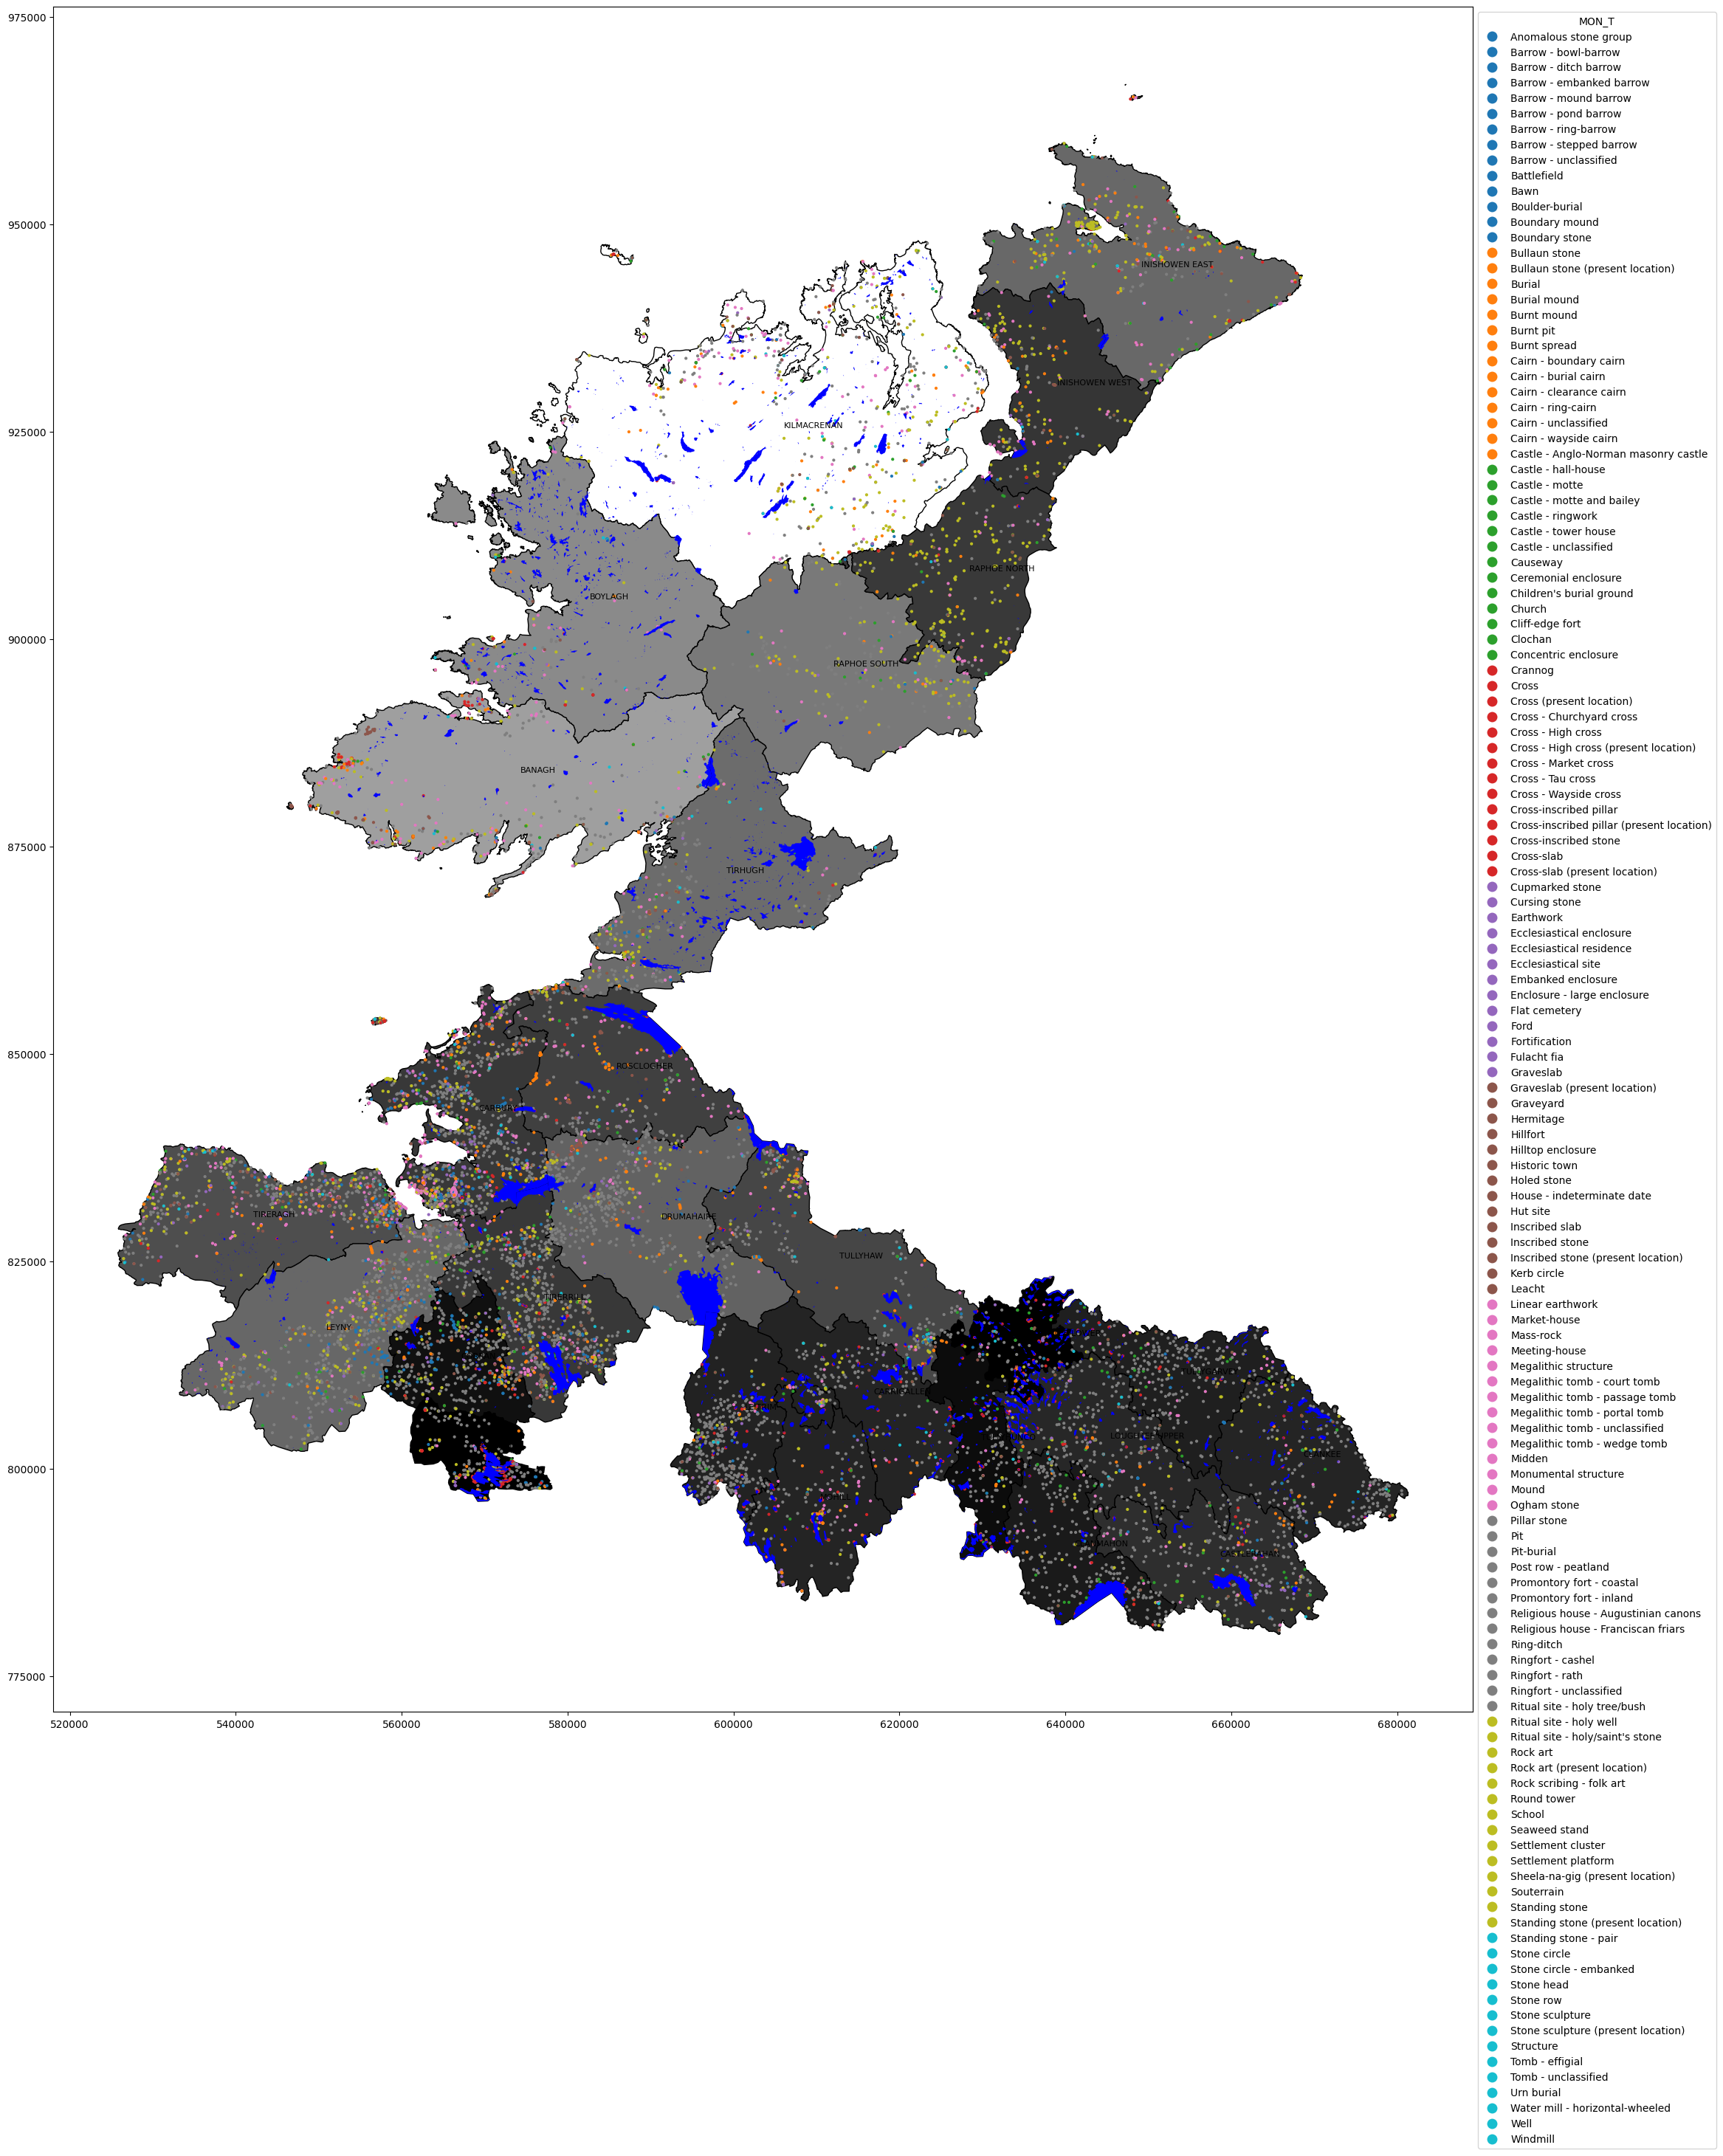 MON_T
Anomalous stone group
Barrow - bowl-barrow
Barrow - ditch barrow
Barrow - embanked barrow
Barrow - mound barrow
Barrow - pond barrow
Barrow - ring-barrow
Barrow - stepped barrow
Barrow - unclassified
Battlefield
Bawn
Boulder-burial
Boundary mound
Boundary stone
Bullaun stone
Bullaun stone (present location)
Burial
Burial mound
Burnt mound
Burnt pit
Burnt spread
Cairn - boundary cairn
Cairn - burial cairn
Cairn - clearance cairn
Cairn - ring-cairn
Cairn - unclassified
Cairn - wayside cairn
Castle - Anglo-Norman masonry castle
Castle - hall-house
Castle - motte
Castle - motte and bailey
Castle - ringwork
Castle - tower house
Castle - unclassified
Causeway
Ceremonial enclosure
Children's burial ground
Church
Cliff-edge fort
Clochan
Concentric enclosure
Crannog
Cross
Cross (present location)
Cross - Churchyard cross
Cross - High cross
Cross - High cross (present location)
Cross - Market cross
Cross - Tau cross
Cross - Wayside cross
Cross-inscribed pillar
Cross-inscribed pillar (present location)
Cross-inscribed stone
Cross-slab
Cross-slab (present location)
Cupmarked stone
Cursing stone
Earthwork
Ecclesiastical enclosure
Ecclesiastical residence
Ecclesiastical site
Embanked enclosure
Enclosure - large enclosure
Flat cemetery
Ford
Fortification
Fulacht fia
Graveslab
Graveslab (present location)
Graveyard
Hermitage
Hillfort
Hilltop enclosure
Historic town
Holed stone
House - indeterminate date
Hut site
Inscribed slab
Inscribed stone
Inscribed stone (present location)
Kerb circle
Leacht
Linear earthwork
Market-house
Mass-rock
Meeting-house
Megalithic structure
Megalithic tomb - court tomb
Megalithic tomb - passage tomb
Megalithic tomb - portal tomb
Megalithic tomb - unclassified
Megalithic tomb - wedge tomb
Midden
Monumental structure
Mound
Ogham stone
Pillar stone
Pit
Pit-burial
Post row - peatland
Promontory fort - coastal
Promontory fort - inland
Religious house - Augustinian canons
Religious house - Franciscan friars
Ring-ditch
Ringfort - cashel
Ringfort - rath
Ringfort - unclassified
Ritual site - holy tree/bush
Ritual site - holy well
Ritual site - holy/saint's stone
Rock art
Rock art (present location)
Rock scribing - folk art
Round tower
School
Seaweed stand
Settlement cluster
Settlement platform
Sheela-na-gig (present location)
Souterrain
Standing stone
Standing stone (present location)
Standing stone - pair
Stone circle
Stone circle - embanked
Stone head
Stone row
Stone sculpture
Stone sculpture (present location)
Structure
Tomb - effigial
Tomb - unclassified
Urn burial
Water mill - horizontal-wheeled
Well
Windmill
975000
950000
925000
900000
875000
850000
825000
800000
775000
520000
540000
560000
580000
600000
620000
640000
660000
680000
INISHOWEN EAST
INISHOWEN WEST
KILMACRENAN
RAPHOE NORTH
BOYLAGH
RAPHOE SOUTH
BANAGH
TIRHUGH
ROSCLOGHER
CARBURY
TIRERAGH
DRUMAHAIRE
TULLYHAW
TIRERRILL
LEYNY
CARRIGALLEN
CASTLERAHAN